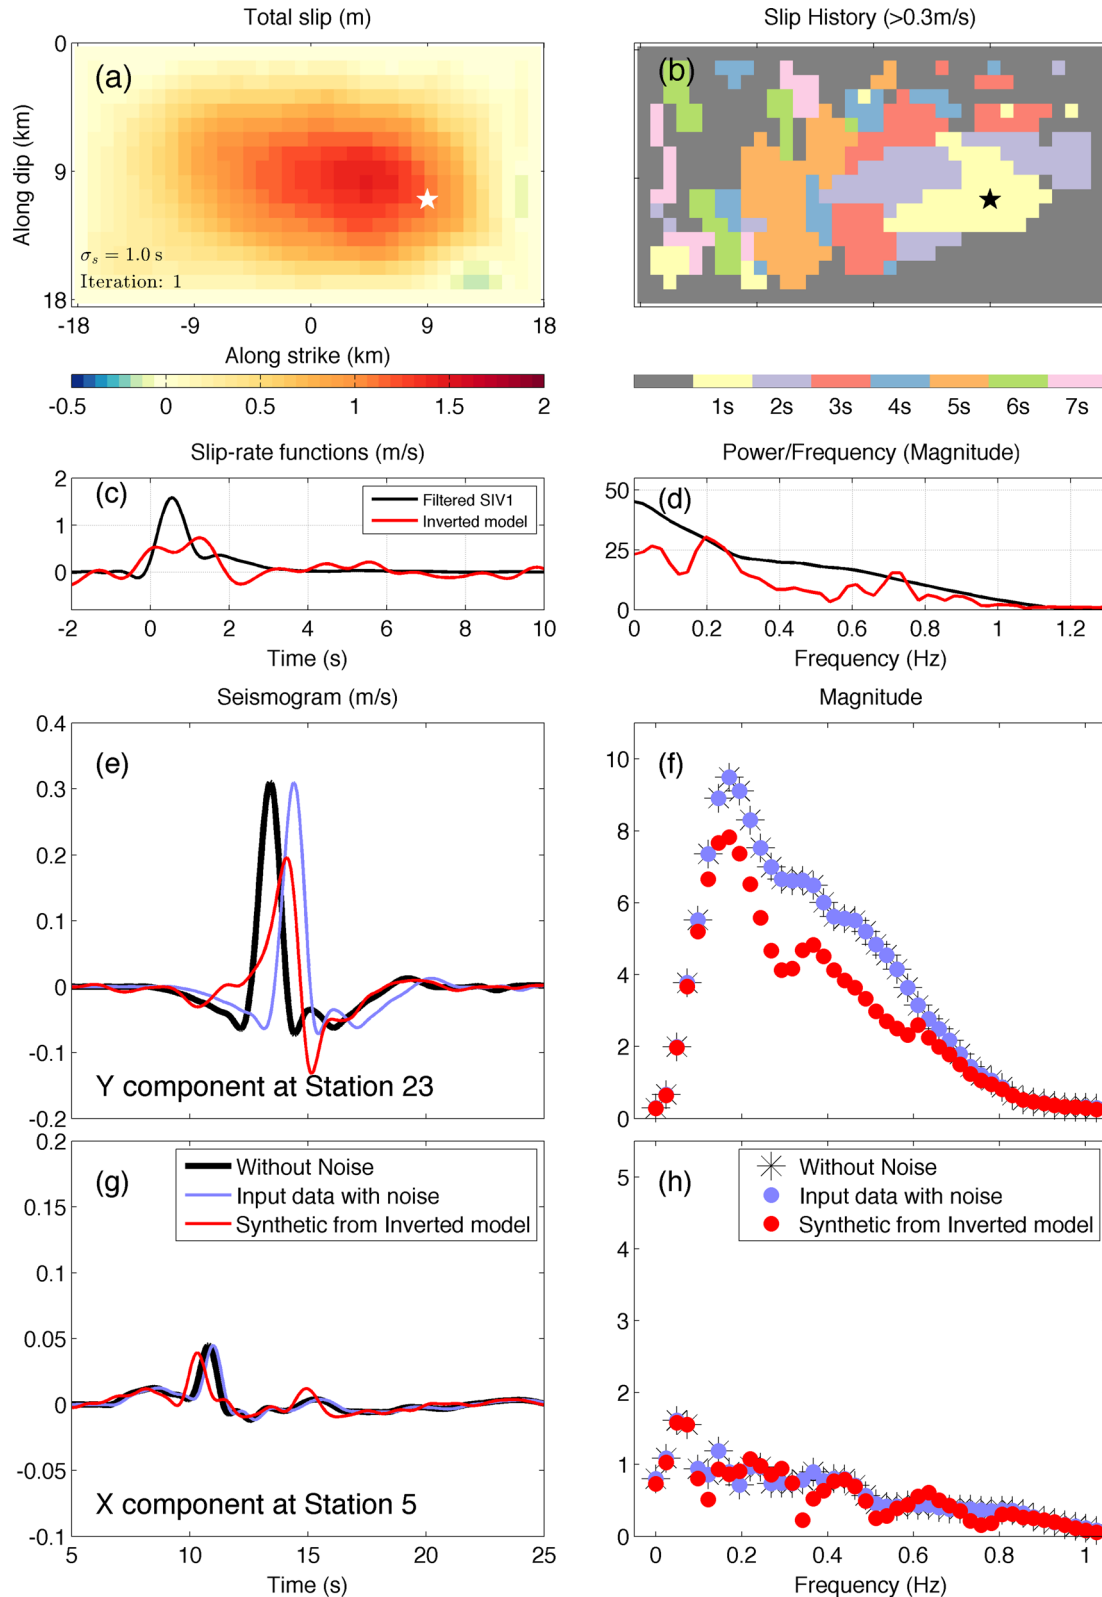 Total slip (m)
Slip History (>0.3m/s)
(a)
(b)
0
9
18
Along dip (km)
σs = 1.0 s
Iteration: 1
-18 -9 0 9 18
Along strike (km)
-0.5 0 0.5 1 1.5 2
1s 2s 3s 4s 5s 6s 7s
Slip-rate functions (m/s)
Power/Frequency (Magnitude)
(c)
Filtered SIV1
Inverted model
2
1
0
-2 0 2 4 6 8 10
Time (s)
(d)
50
25
0
0 0.2 0.4 0.6 0.8 1 1.2
Frequency (Hz)
Seismogram (m/s)
Magnitude
(e)
0.4
0.3
0.2
0.1
0
-0.1
-0.2
Y component at Station 23
(f)
10
8
6
4
2
0
(g)
Without Noise
Input data with noise
Synthetic from Inverted model
0.2
0.15
0.1
0.05
0
-0.05
-0.1
X component at Station 5
5 10 15 20 25
Time (s)
(h)
Without Noise
Input data with noise
Synthetic from Inverted model
5
4
3
2
1
0
0 0.2 0.4 0.6 0.8 1
Frequency (Hz)